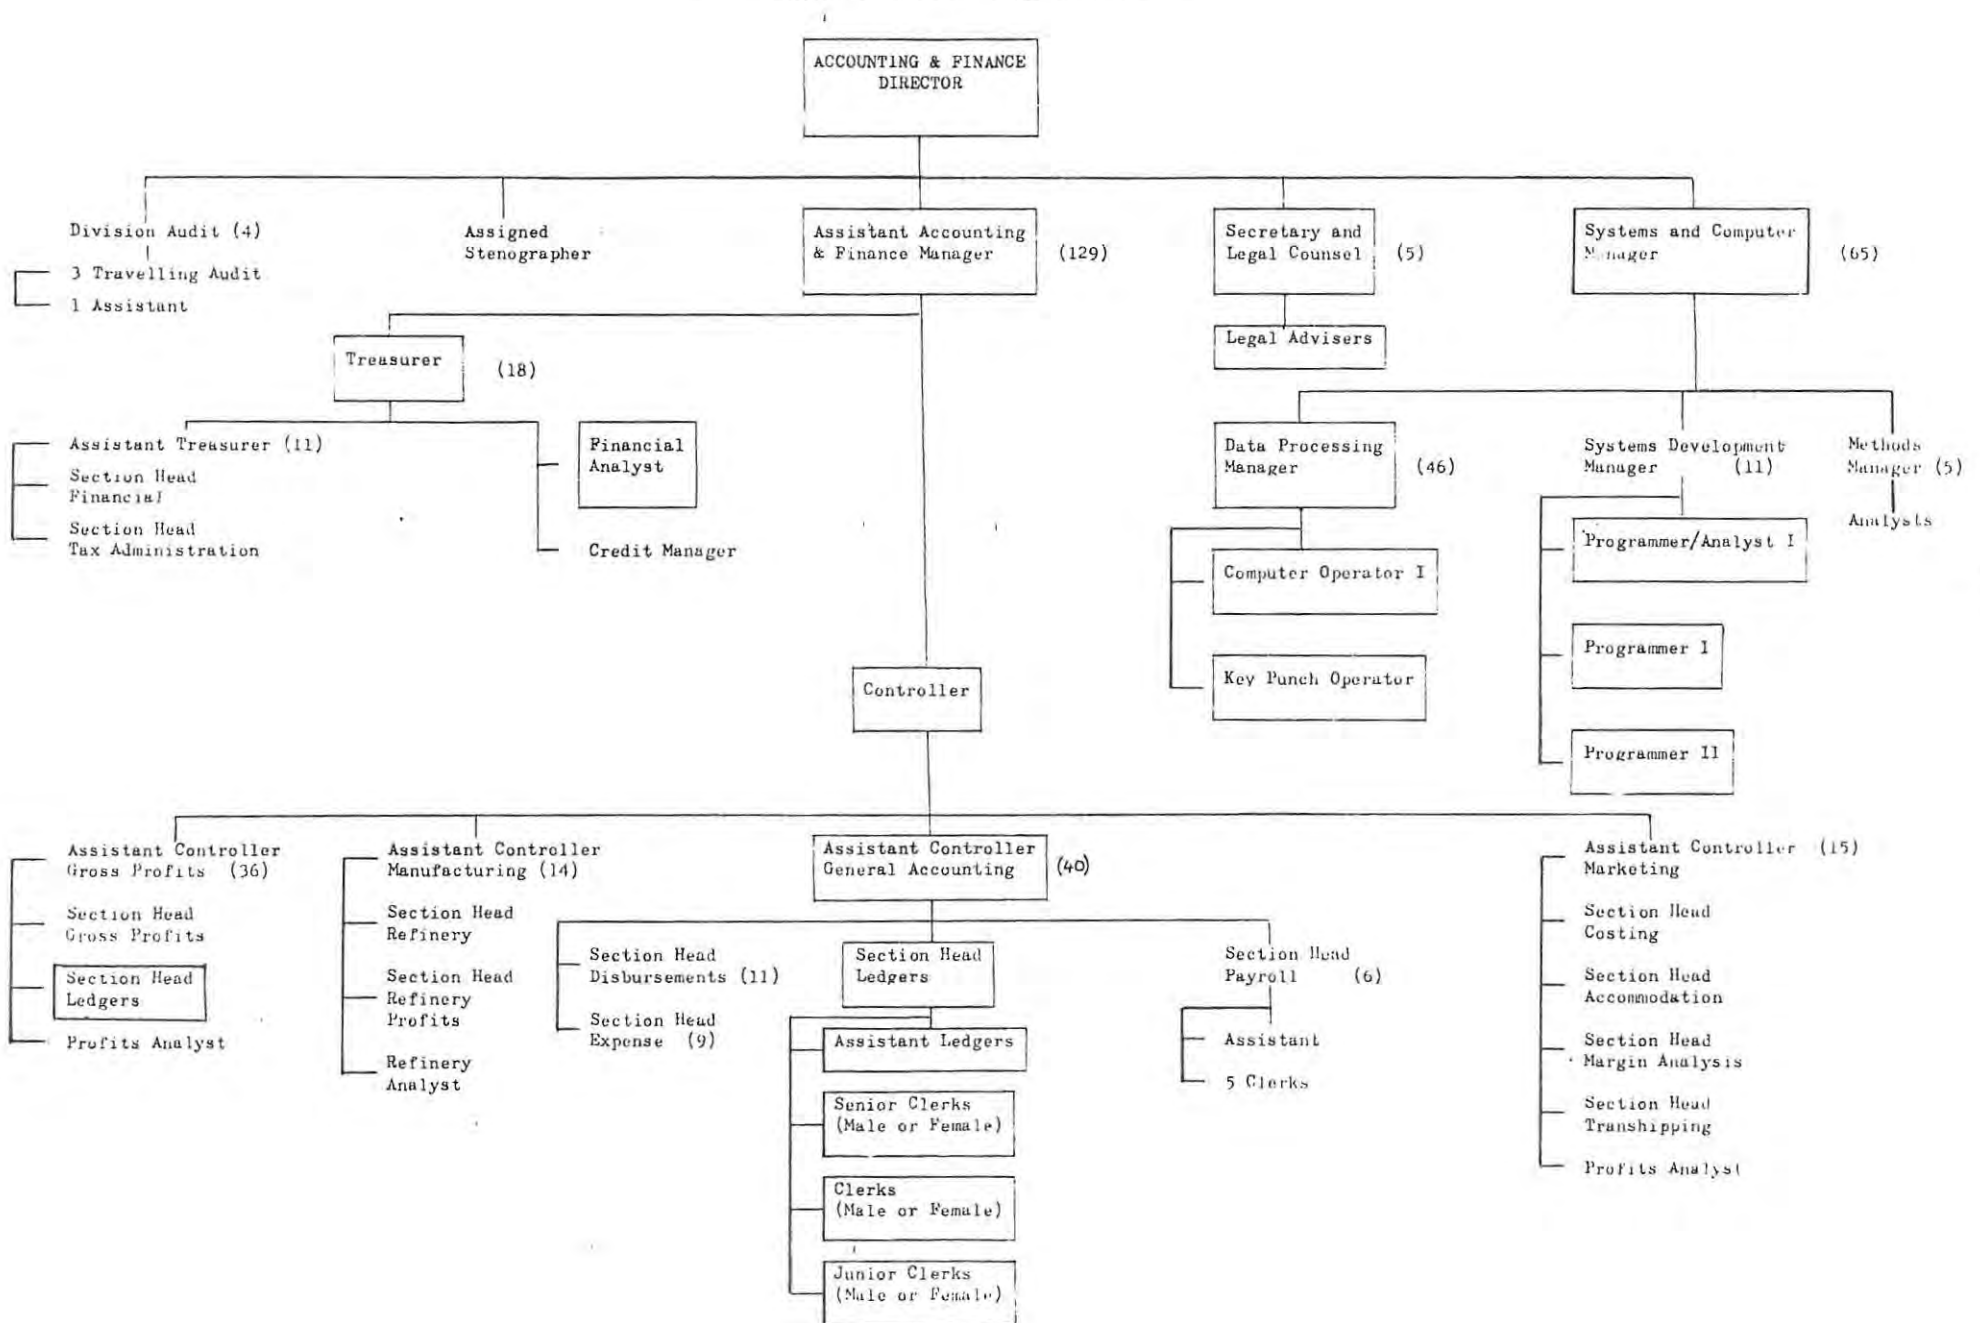 ACCOUNTING & FINANCE
DIRECTOR
Division Audit (4)
3 Travelling Audit
1 Assistant
Assigned
Stenographer
Assistant Accounting
& Finance Manager
(129)
Secretary and
Legal Counsel
(5)
Legal Advisers
Systems and Computer
Manager
(65)
Treasurer
(18)
Assistant Treasurer (11)
Section Head
Financial
Section Head
Tax Administration
Financial
Analyst
Credit Manager
Data Processing
Manager
(46)
Computer Operator I
Key Punch Operator
Systems Development
Manager (11)
Programmer/Analyst I
Programmer I
Programmer II
Methods
Manager (5)
Analysts
Controller
Assistant Controller
Gross Profits (36)
Section Head
Gross Profits
Section Head
Ledgers
Profits Analyst
Assistant Controller
Manufacturing (14)
Section Head
Refinery
Section Head
Refinery
Profits
Refinery
Analyst
Assistant Controller
General Accounting
(40)
Section Head
Disbursements (11)
Section Head
Expense (9)
Section Head
Ledgers
Assistant Ledgers
Senior Clerks
(Male or Female)
Clerks
(Male or Female)
Junior Clerks
(Male or Female)
Section Head
Payroll (6)
Assistant
5 Clerks
Assistant Controller (15)
Marketing
Section Head
Costing
Section Head
Accommodation
Section Head
Margin Analysis
Section Head
Transhipping
Profits Analyst